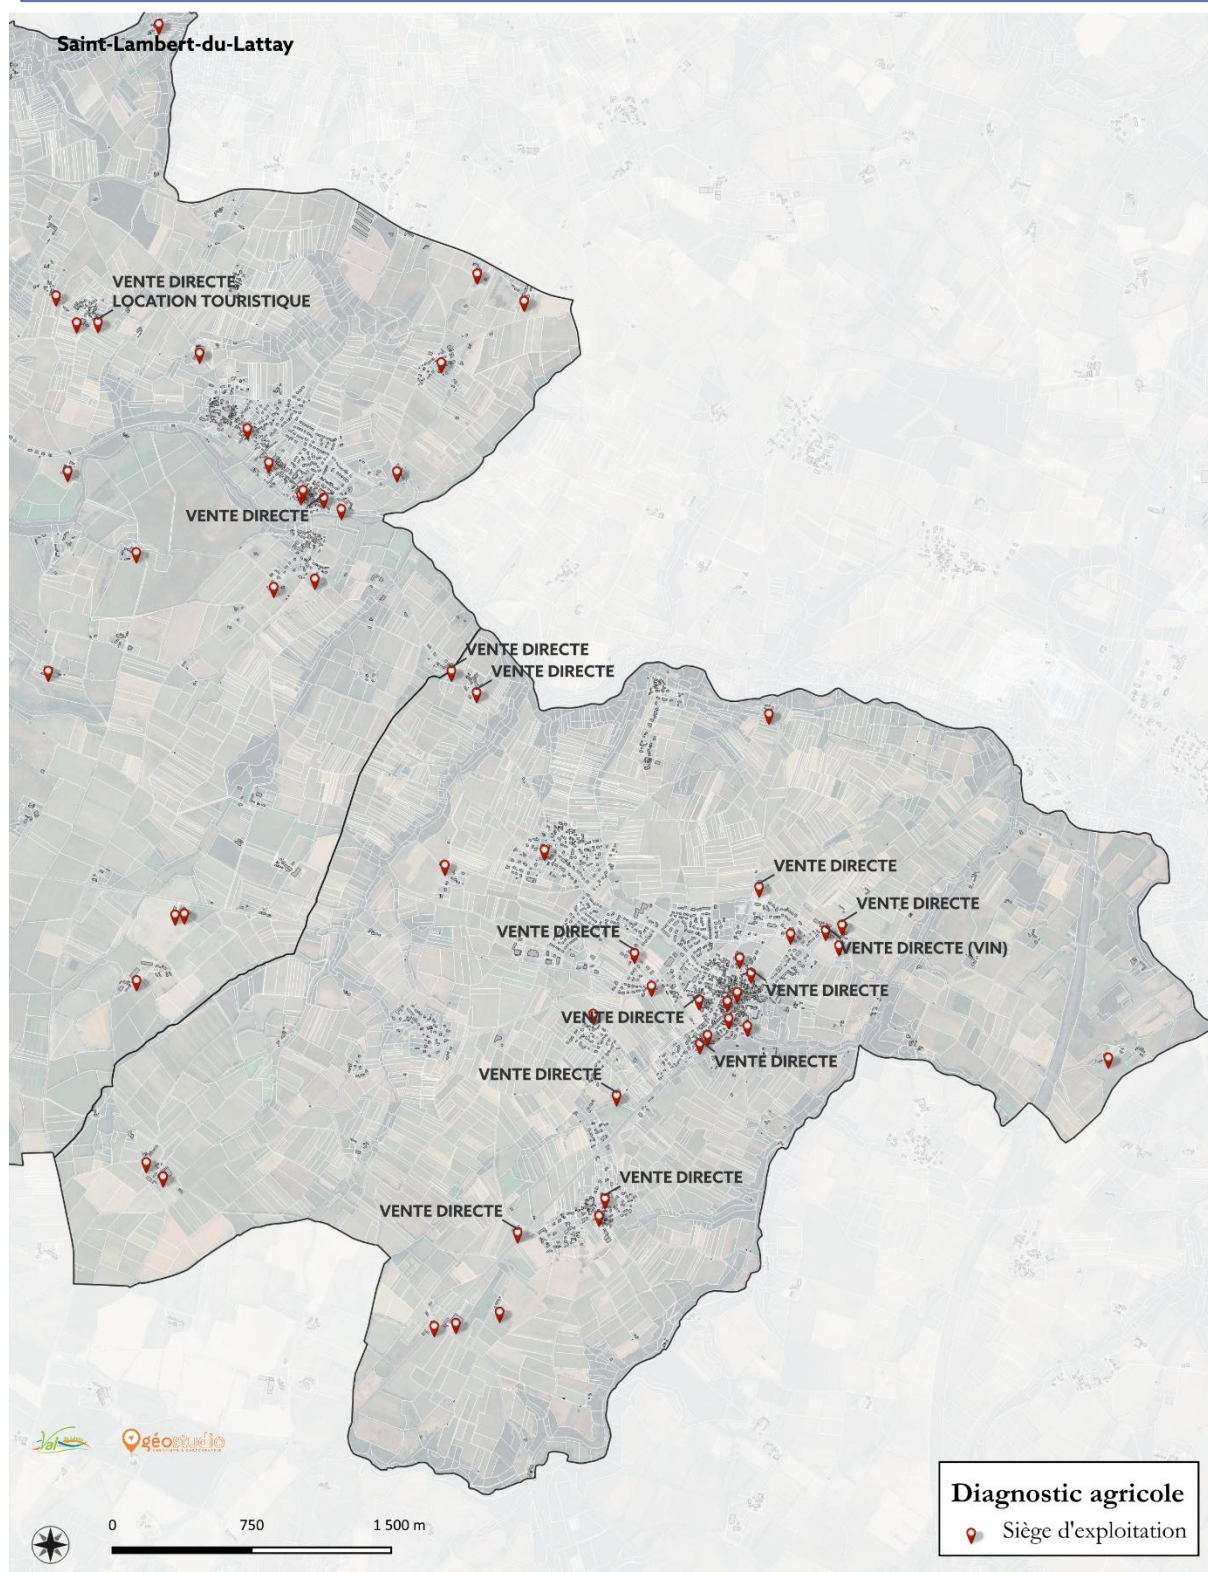 Saint-Lambert-du-Lattay
VENTE DIRECTE,
LOCATION TOURISTIQUE
VENTE DIRECTE
VENTE DIRECTE
VENTE DIRECTE
VENTE DIRECTE
VENTE DIRECTE
VENTE DIRECTE
VENTE DIRECTE (VIN)
VENTE DIRECTE
VENTE DIRECTE
VENTE DIRECTE
VENTE DIRECTE
VENTE DIRECTE
VENTE DIRECTE
Val
géostudio
0 750 1 500 m
Diagnostic agricole
Siège d'exploitation